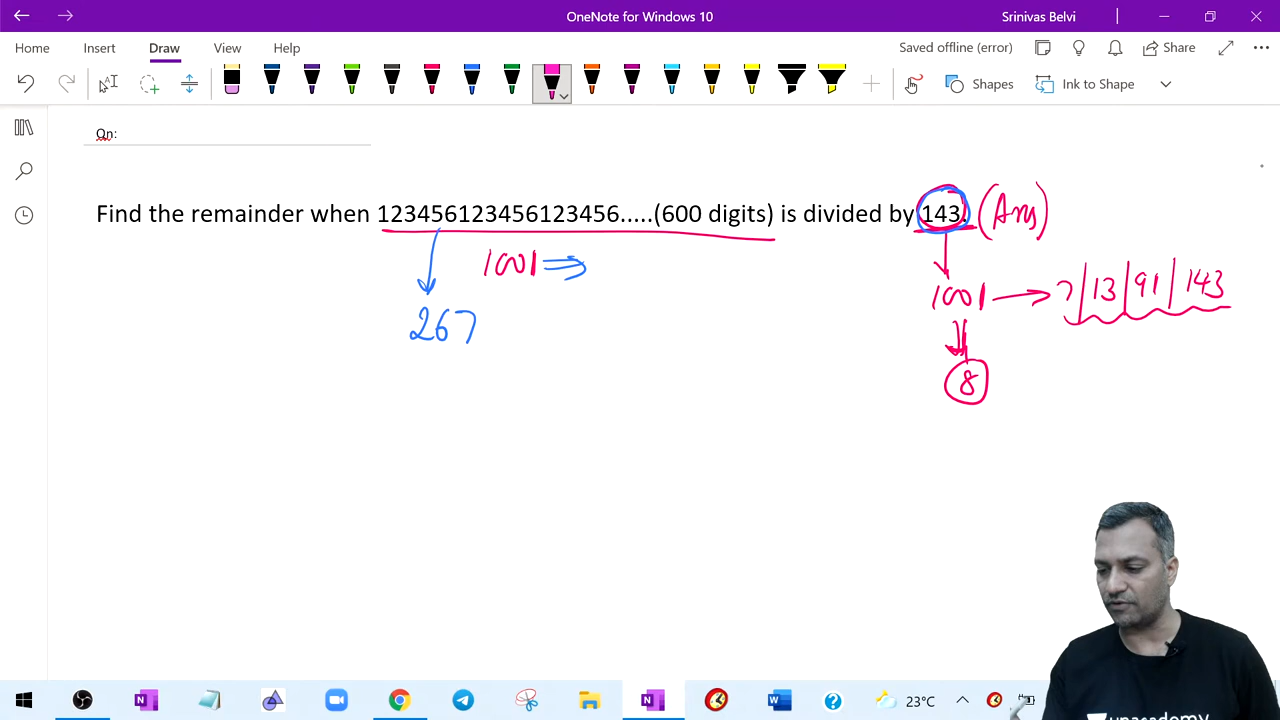 OneNote for Windows 10
Srinivas Belvi
Home Insert Draw View Help
Saved offline (error)
Share
Shapes
Ink to Shape
Qn:
Find the remainder when 123456123456123456.....(600 digits) is divided by 143. (Ans)
1001
267
1001
7 13 91 143
8
23°C
unacademy